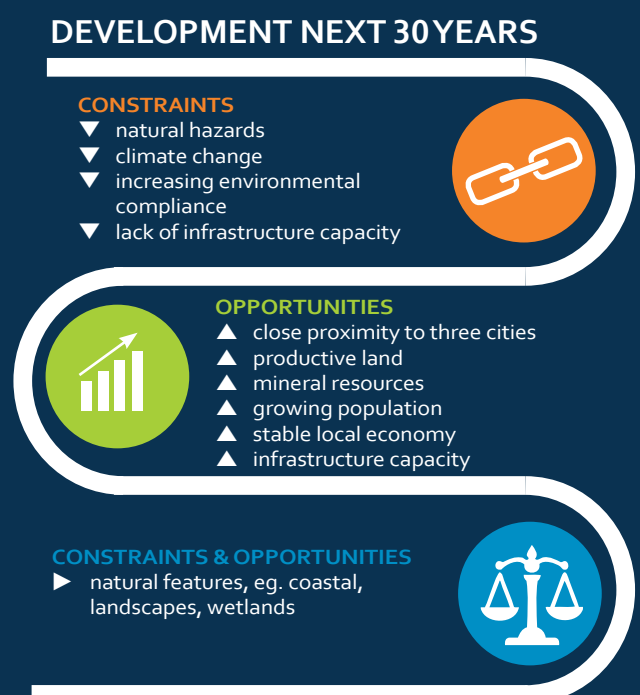 DEVELOPMENT NEXT 30 YEARS
CONSTRAINTS
natural hazards
climate change
increasing environmental
compliance
lack of infrastructure capacity
OPPORTUNITIES
close proximity to three cities
productive land
mineral resources
growing population
stable local economy
infrastructure capacity
CONSTRAINTS & OPPORTUNITIES
natural features, eg. coastal,
landscapes, wetlands